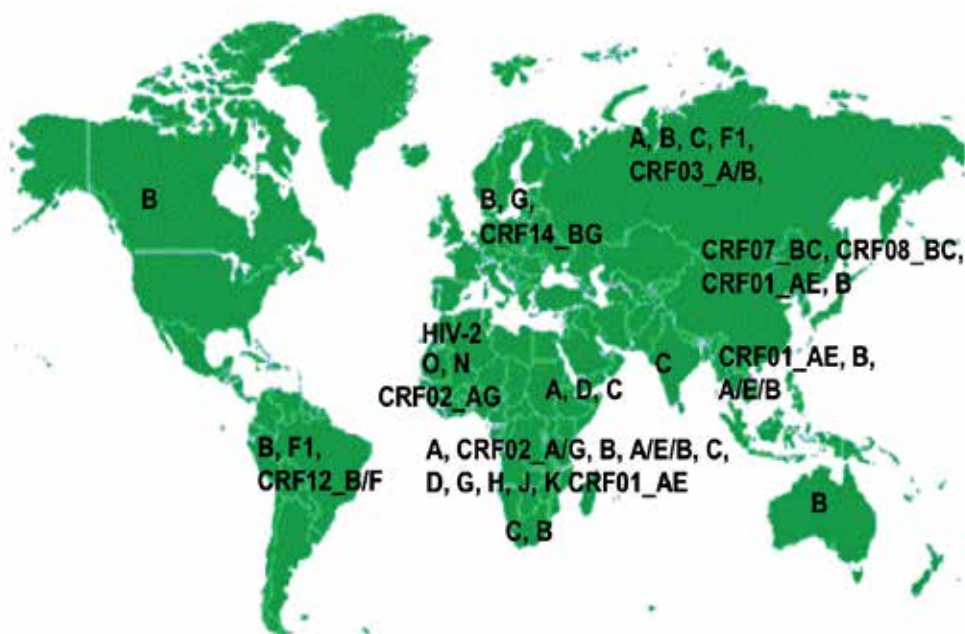 A, B, C, F1,
CRF03_A/B,
B
B, G,
CRF14_BG
CRF07_BC, CRF08_BC,
CRF01_AE, B
HIV-2
O, N
CRF02_AG
C
CRF01_AE, B,
A/E/B
A, D, C
B, F1,
CRF12_B/F
A, CRF02_A/G, B, A/E/B, C,
D, G, H, J, K CRF01_AE
B
C, B